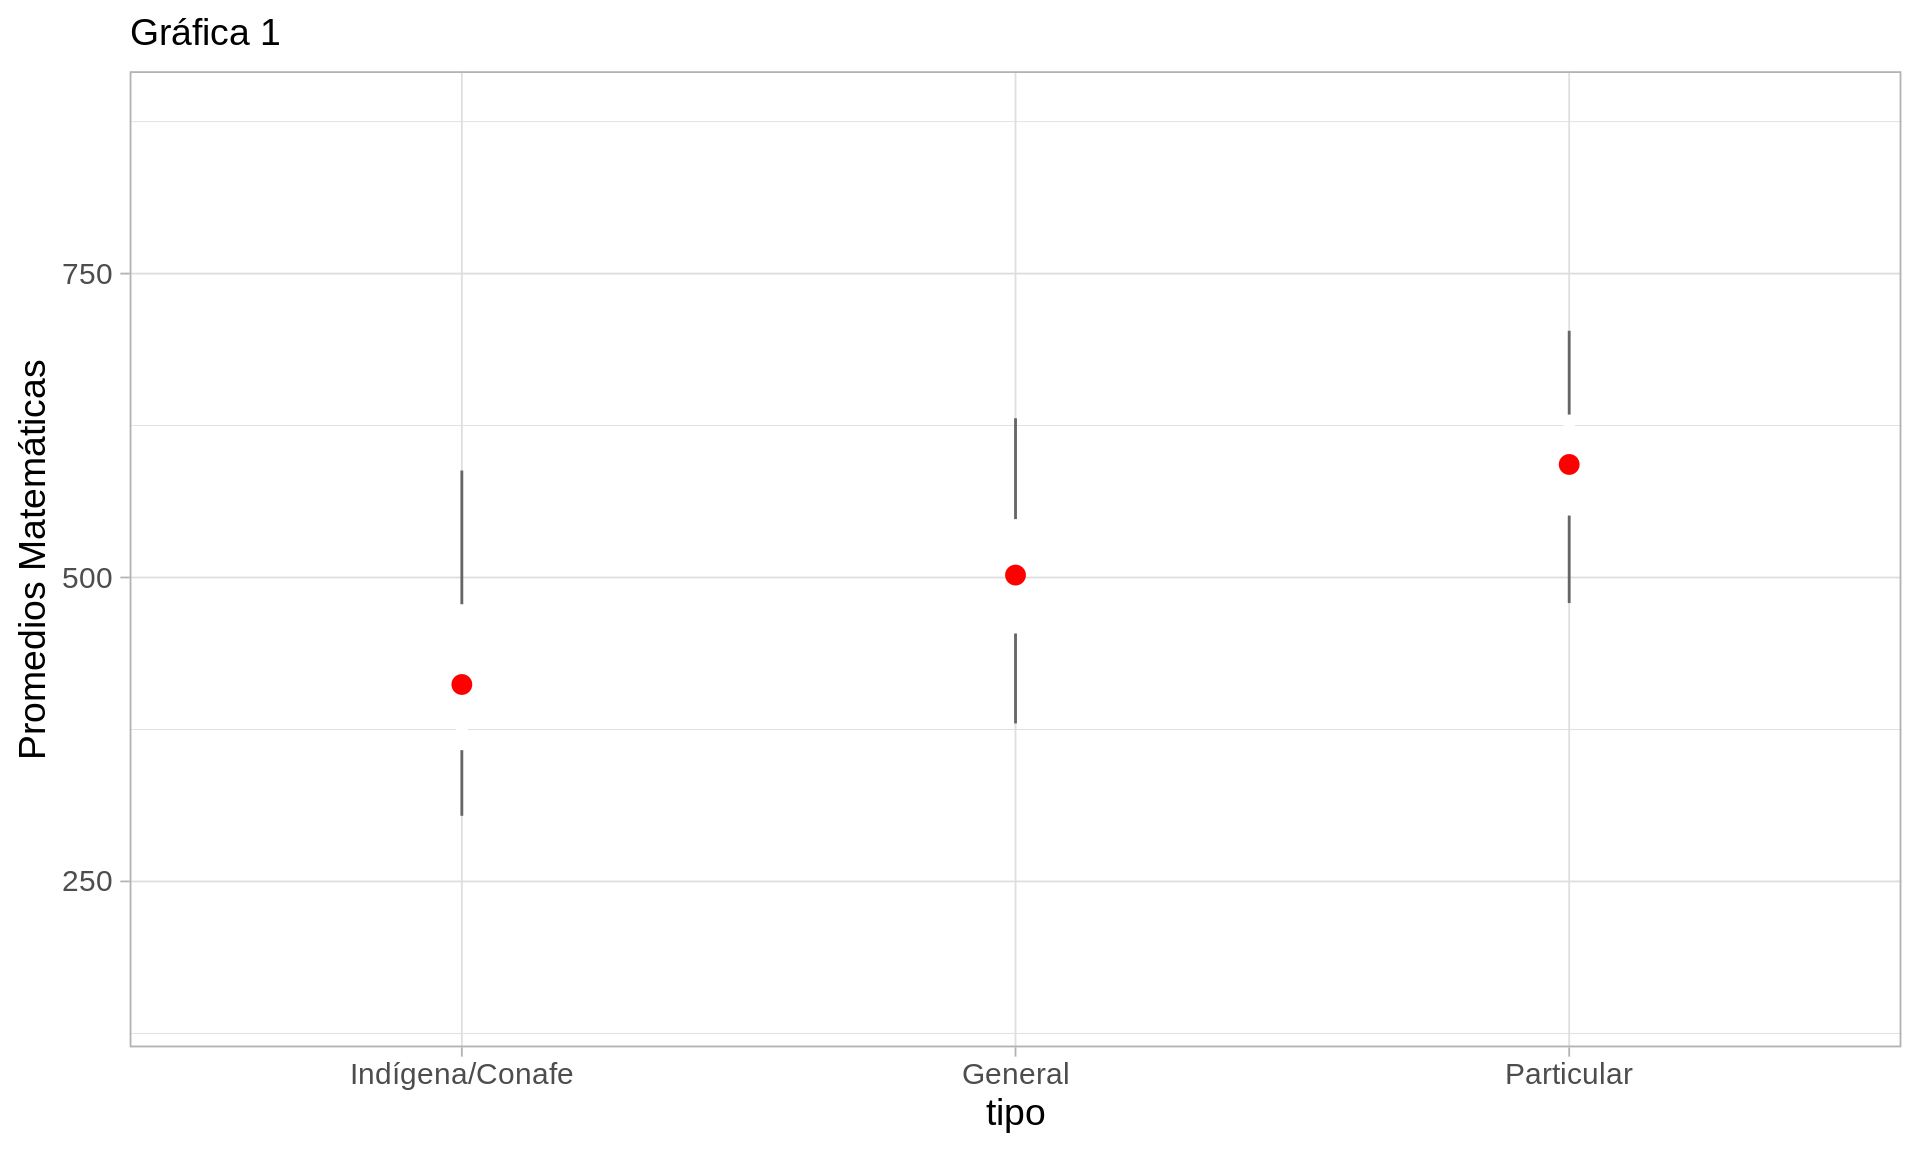 Gráfica 1
Promedios Matemáticas
750
500
250
Indígena/Conafe
General
Particular
tipo